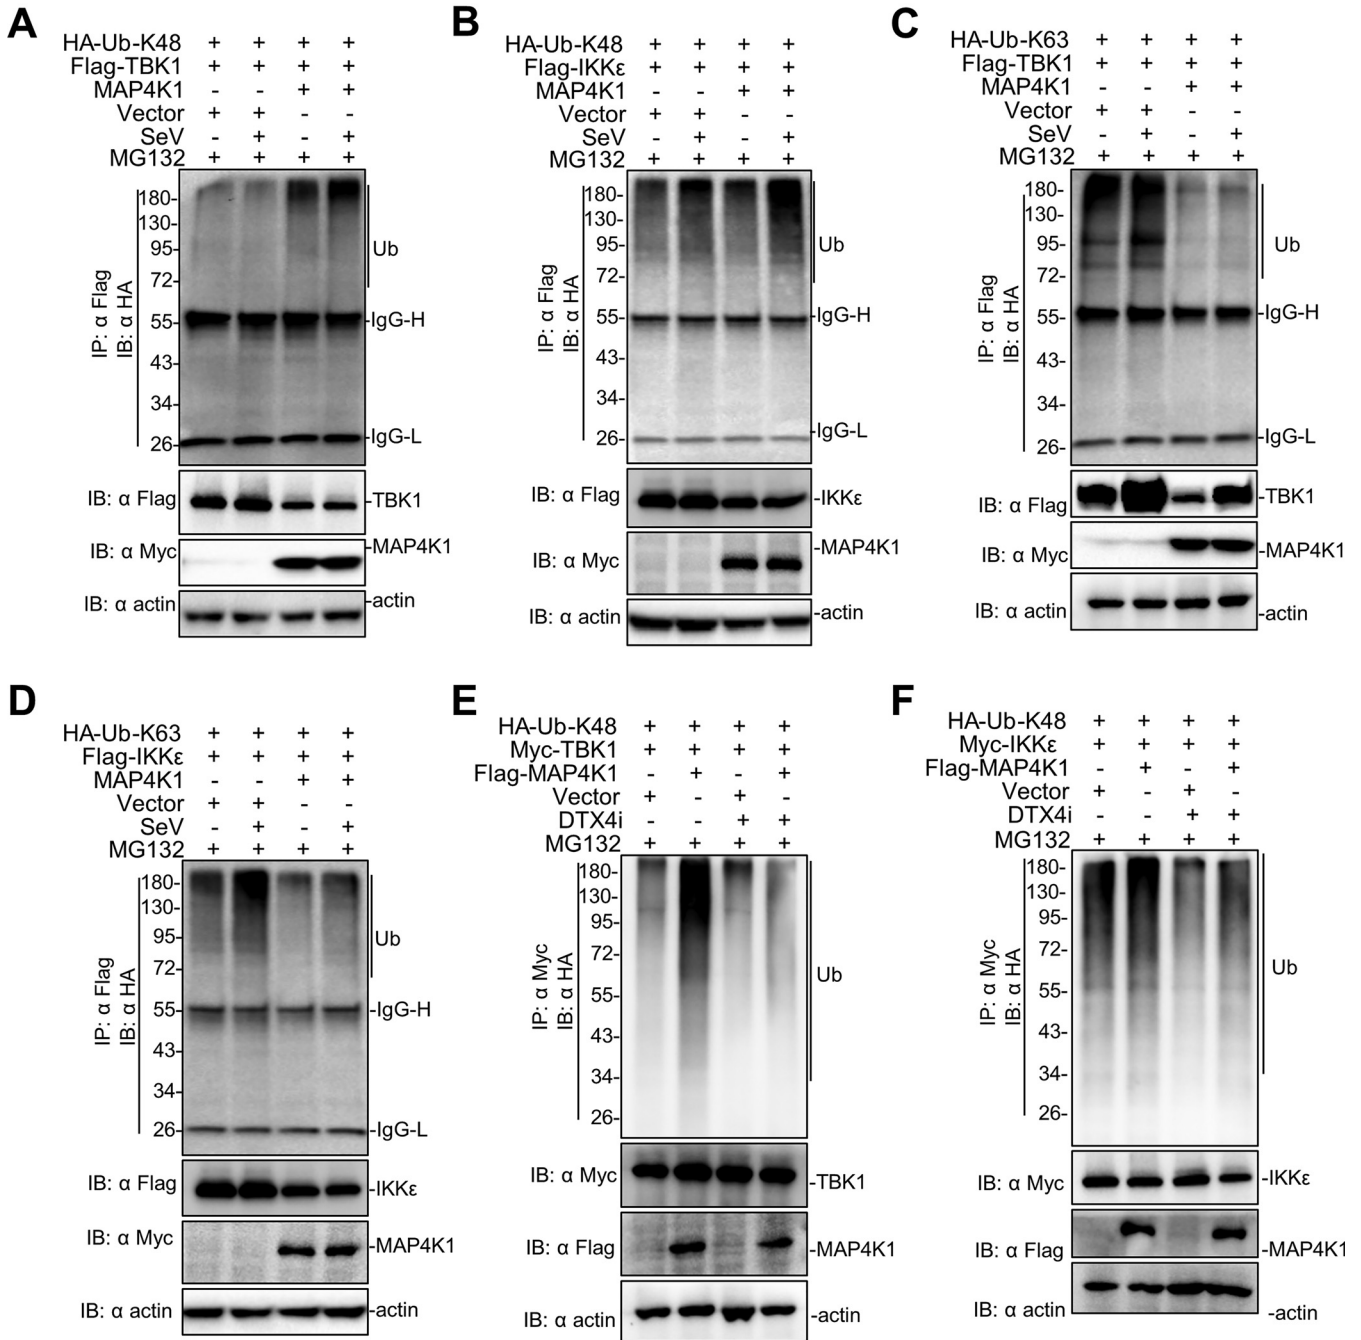 A
HA-Ub-K48 + + + +
Flag-TBK1 + + + +
MAP4K1 - - + +
Vector + + - -
SeV - + - +
MG132 + + + +
IP: α Flag
IB: α HA
180-
130-
95-
72-
55-
43-
34-
26-
Ub
-IgG-H
-IgG-L
IB: α Flag -TBK1
IB: α Myc -MAP4K1
IB: α actin -actin
B
HA-Ub-K48 + + + +
Flag-IKKε + + + +
MAP4K1 - - + +
Vector + + - -
SeV - + - +
MG132 + + + +
IP: α Flag
IB: α HA
180-
130-
95-
72-
55-
43-
34-
26-
Ub
IgG-H
-IgG-L
IB: α Flag -IKKε
IB: α Myc -MAP4K1
IB: α actin -actin
C
HA-Ub-K63 + + + +
Flag-TBK1 + + + +
MAP4K1 - - + +
Vector + + - -
SeV - + - +
MG132 + + + +
IP: α Flag
IB: α HA
180-
130-
95-
72-
55-
43-
34-
26-
Ub
-IgG-H
-IgG-L
IB: α Flag -TBK1
IB: α Myc -MAP4K1
IB: α actin -actin
D
HA-Ub-K63 + + + +
Flag-IKKε + + + +
MAP4K1 - - + +
Vector + + - -
SeV - + - +
MG132 + + + +
IP: α Flag
IB: α HA
180-
130-
95-
72-
55-
43-
34-
26-
Ub
-IgG-H
-IgG-L
IB: α Flag -IKKε
IB: α Myc -MAP4K1
IB: α actin -actin
E
HA-Ub-K48 + + + +
Myc-TBK1 + + + +
Flag-MAP4K1 - + - +
Vector + - + -
DTX4i - - + +
MG132 + + + +
IP: α Myc
IB: α HA
180-
130-
95-
72-
55-
43-
34-
26-
Ub
IB: α Myc -TBK1
IB: α Flag -MAP4K1
IB: α actin -actin
F
HA-Ub-K48 + + + +
Myc-IKKε + + + +
Flag-MAP4K1 - + - +
Vector + - + -
DTX4i - - + +
MG132 + + + +
IP: α Myc
IB: α HA
180-
130-
95-
72-
55-
43-
34-
26-
Ub
IB: α Myc -IKKε
IB: α Flag -MAP4K1
IB: α actin -actin